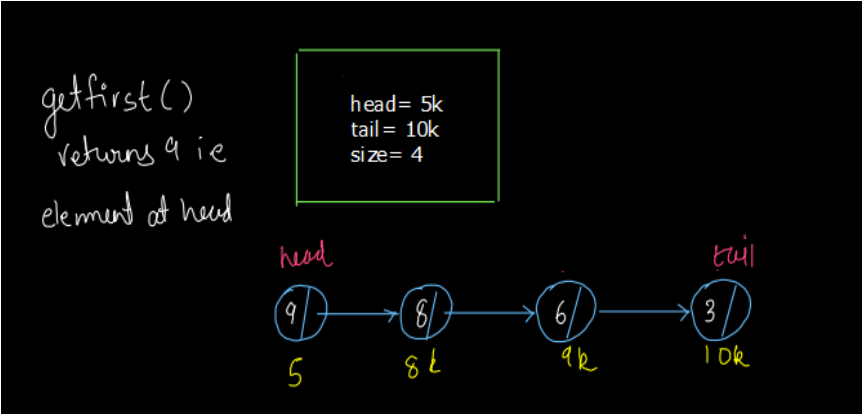 getfirst()
returns 9 ie
element at head
head= 5k
tail= 10k
size= 4
head tail
9 8 6 3
5 8k 9k 10k